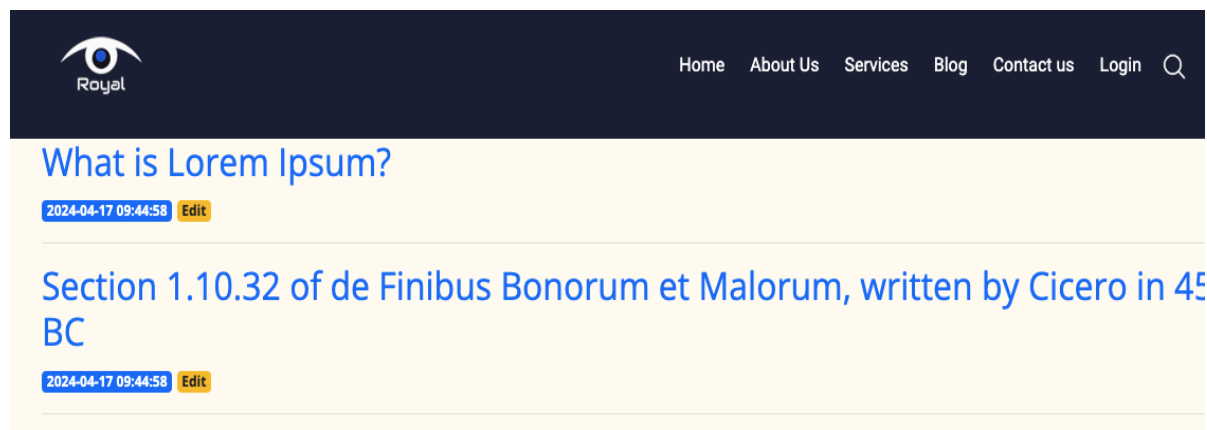 Royal
Home About Us Services Blog Contact us Login
What is Lorem Ipsum?
2024-04-17 09:44:58 Edit
Section 1.10.32 of de Finibus Bonorum et Malorum, written by Cicero in 45
BC
2024-04-17 09:44:58 Edit